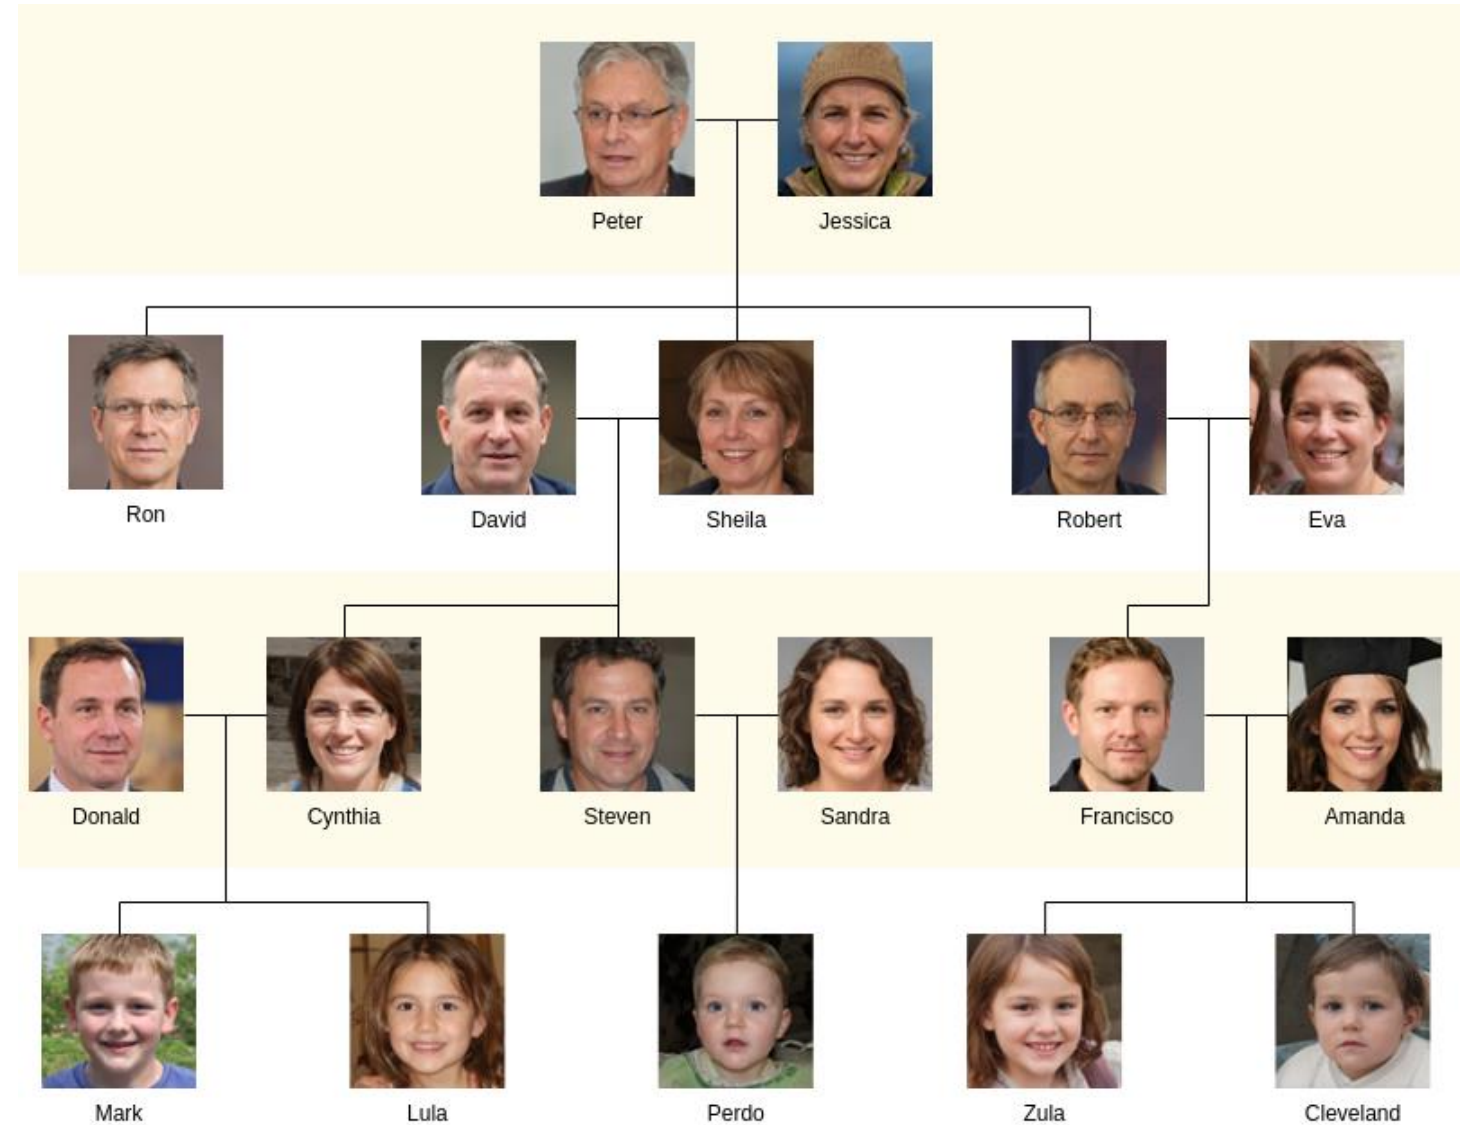 Peter
Jessica
Ron
David
Sheila
Robert
Eva
Donald
Cynthia
Steven
Sandra
Francisco
Amanda
Mark
Lula
Perdo
Zula
Cleveland